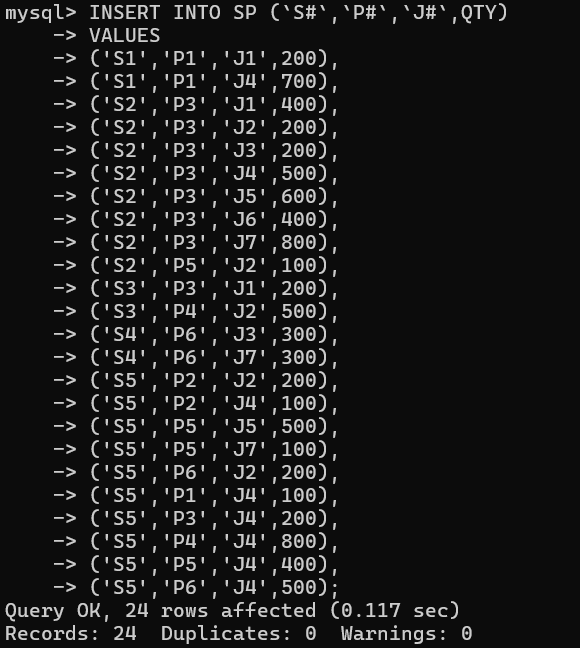 mysql> INSERT INTO SP (`S#`,`P#`,`J#`,QTY)
    -> VALUES
    -> ('S1','P1','J1',200),
    -> ('S1','P1','J4',700),
    -> ('S2','P3','J1',400),
    -> ('S2','P3','J2',200),
    -> ('S2','P3','J3',200),
    -> ('S2','P3','J4',500),
    -> ('S2','P3','J5',600),
    -> ('S2','P3','J6',400),
    -> ('S2','P3','J7',800),
    -> ('S2','P5','J2',100),
    -> ('S3','P3','J1',200),
    -> ('S3','P4','J2',500),
    -> ('S4','P6','J3',300),
    -> ('S4','P6','J7',300),
    -> ('S5','P2','J2',200),
    -> ('S5','P2','J4',100),
    -> ('S5','P5','J5',500),
    -> ('S5','P5','J7',100),
    -> ('S5','P6','J2',200),
    -> ('S5','P1','J4',100),
    -> ('S5','P3','J4',200),
    -> ('S5','P4','J4',800),
    -> ('S5','P5','J4',400),
    -> ('S5','P6','J4',500);
Query OK, 24 rows affected (0.117 sec)
Records: 24  Duplicates: 0  Warnings: 0